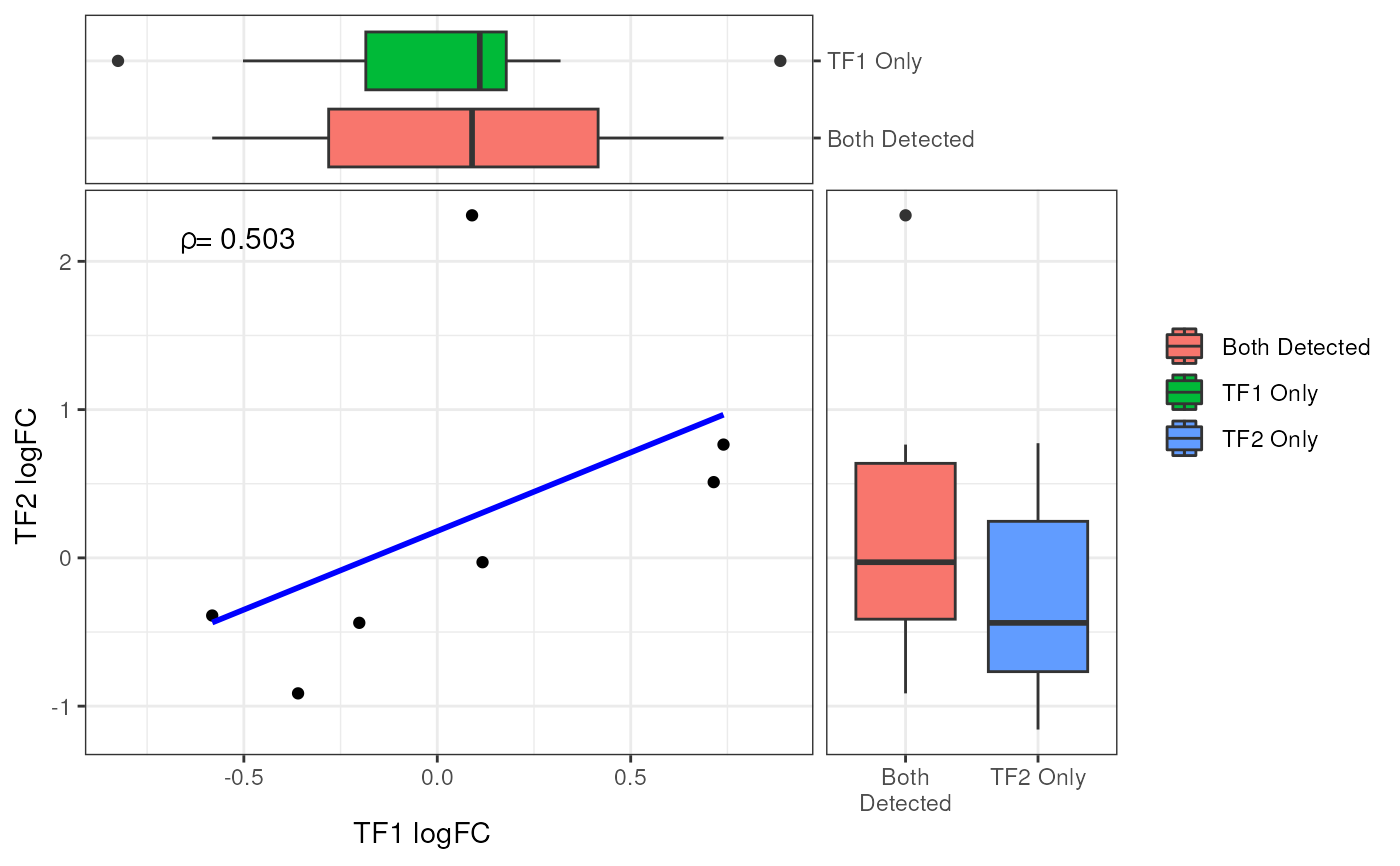 TF1 Only
Both Detected
ρ= 0.503
2
1
0
-1
TF2 logFC
-0.5
0.0
0.5
TF1 logFC
Both
Detected
TF2 Only
Both Detected
TF1 Only
TF2 Only